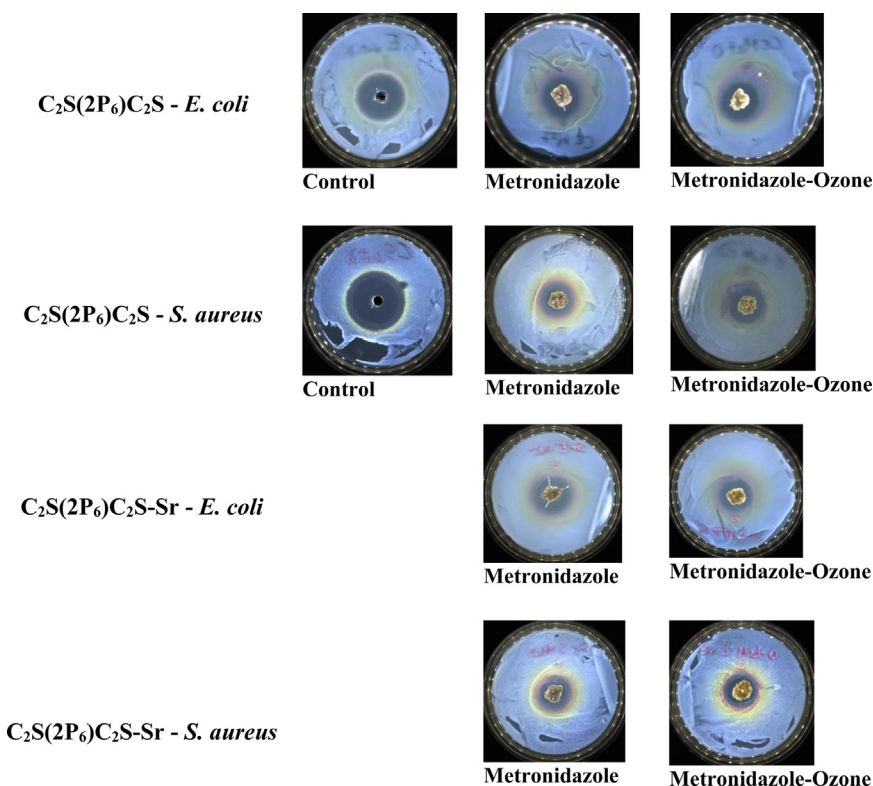 C₂S(2P₆)C₂S - E. coli
Control Metronidazole Metronidazole-Ozone
C₂S(2P₆)C₂S - S. aureus
Control Metronidazole Metronidazole-Ozone
C₂S(2P₆)C₂S-Sr - E. coli
Metronidazole Metronidazole-Ozone
C₂S(2P₆)C₂S-Sr - S. aureus
Metronidazole Metronidazole-Ozone